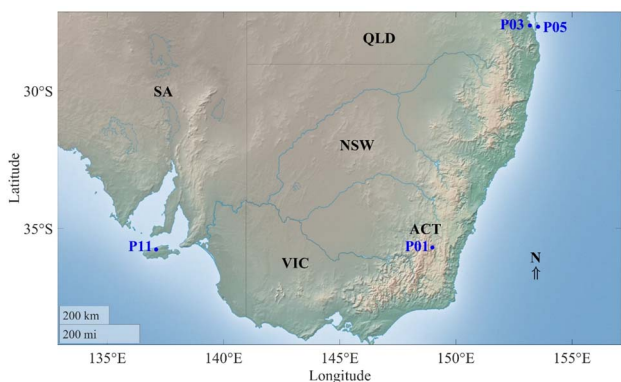 QLD
P03
P05
30°S
SA
NSW
Latitude
35°S
ACT
P11
P01
VIC
N
200 km
200 mi
135°E
140°E
145°E
150°E
155°E
Longitude